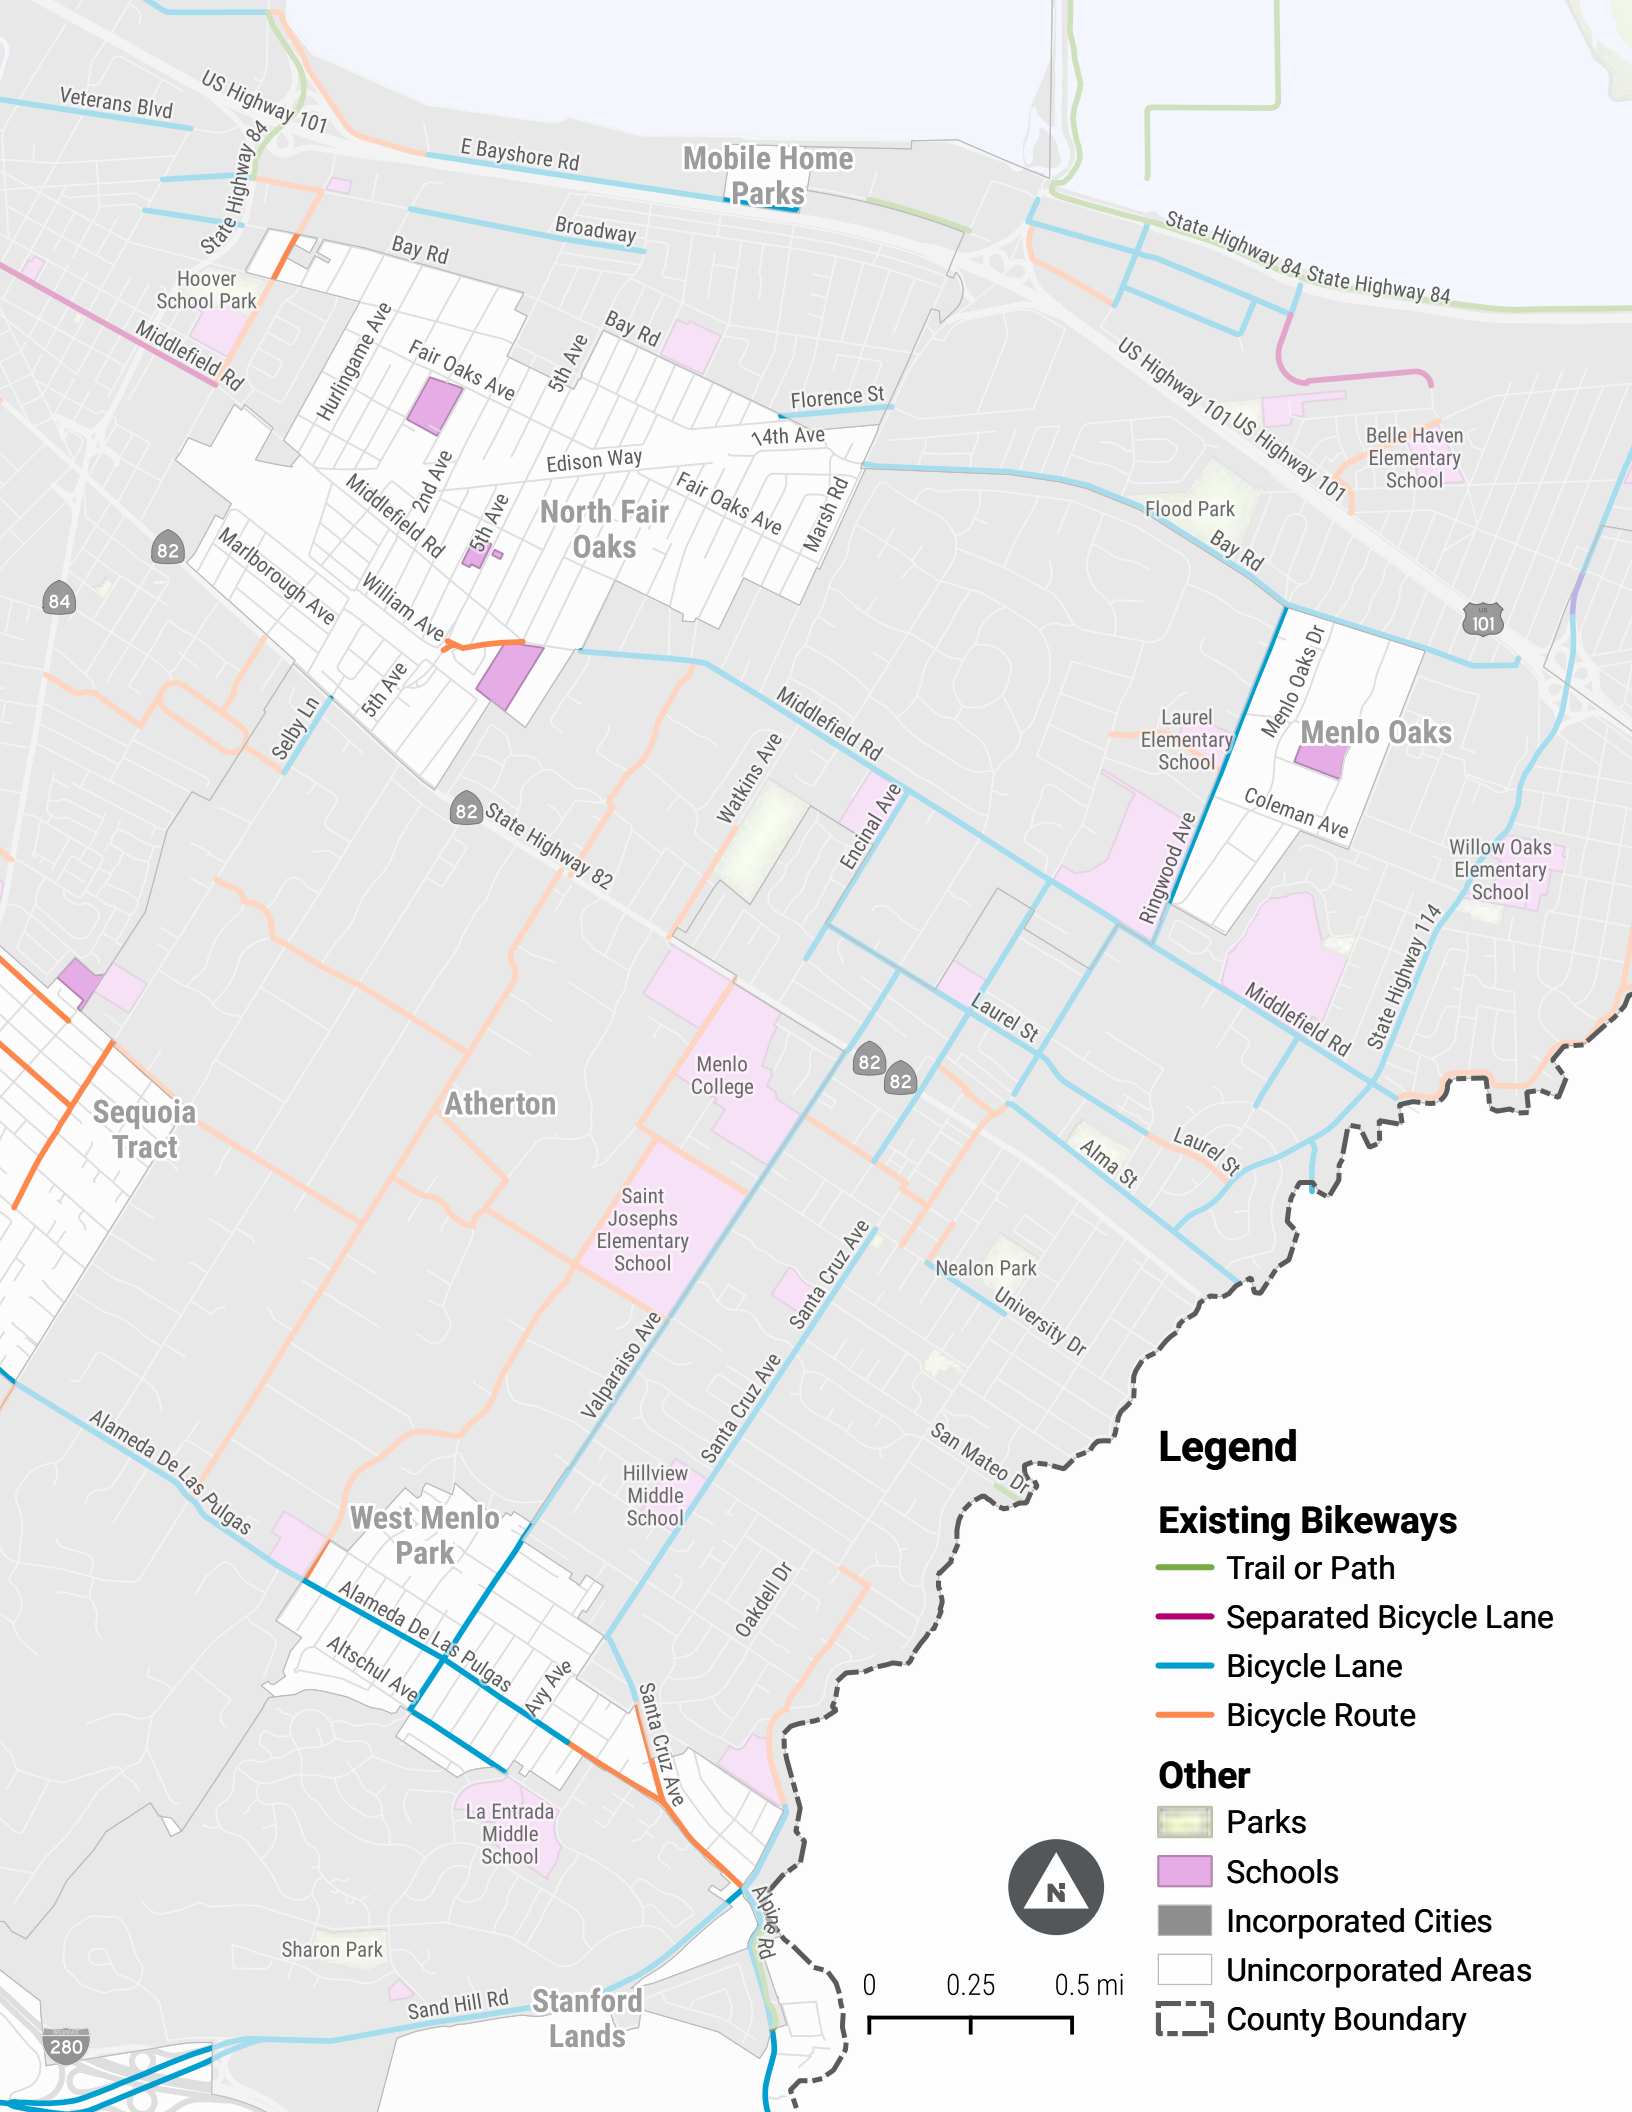 Veterans Blvd
US Highway 101
State Highway 84
E Bayshore Rd
Mobile Home
Parks
Broadway
Bay Rd
State Highway 84
State Highway 84
Hoover
School Park
Middlefield Rd
Hurlingame Ave
Fair Oaks Ave
5th Ave
Bay Rd
Florence St
14th Ave
Edison Way
US Highway 101
US Highway 101
Belle Haven
Elementary
School
2nd Ave
Middlefield Rd
5th Ave
Fair Oaks Ave
Marsh Rd
North Fair
Oaks
Flood Park
Bay Rd
82
84
Marlborough Ave
William Ave
5th Ave
Selby Ln
US
101
Menlo Oaks Dr
Menlo Oaks
Laurel
Elementary
School
Coleman Ave
Ringwood Ave
Middlefield Rd
Watkins Ave
Encinal Ave
82
State Highway 82
Willow Oaks
Elementary
School
State Highway 114
Middlefield Rd
Laurel St
82
82
Menlo
College
Atherton
Sequoia
Tract
Alma St
Laurel St
Saint
Josephs
Elementary
School
Santa Cruz Ave
Nealon Park
University Dr
Valparaiso Ave
Santa Cruz Ave
Alameda De Las Pulgas
San Mateo Dr
Hillview
Middle
School
West Menlo
Park
Oakdell Dr
Alameda De Las Pulgas
Altschul Ave
Avy Ave
Santa Cruz Ave
La Entrada
Middle
School
Alpine Rd
Sharon Park
Sand Hill Rd
Stanford
Lands
280
Legend
Existing Bikeways
Trail or Path
Separated Bicycle Lane
Bicycle Lane
Bicycle Route
Other
Parks
Schools
Incorporated Cities
Unincorporated Areas
County Boundary
N
0 0.25 0.5 mi